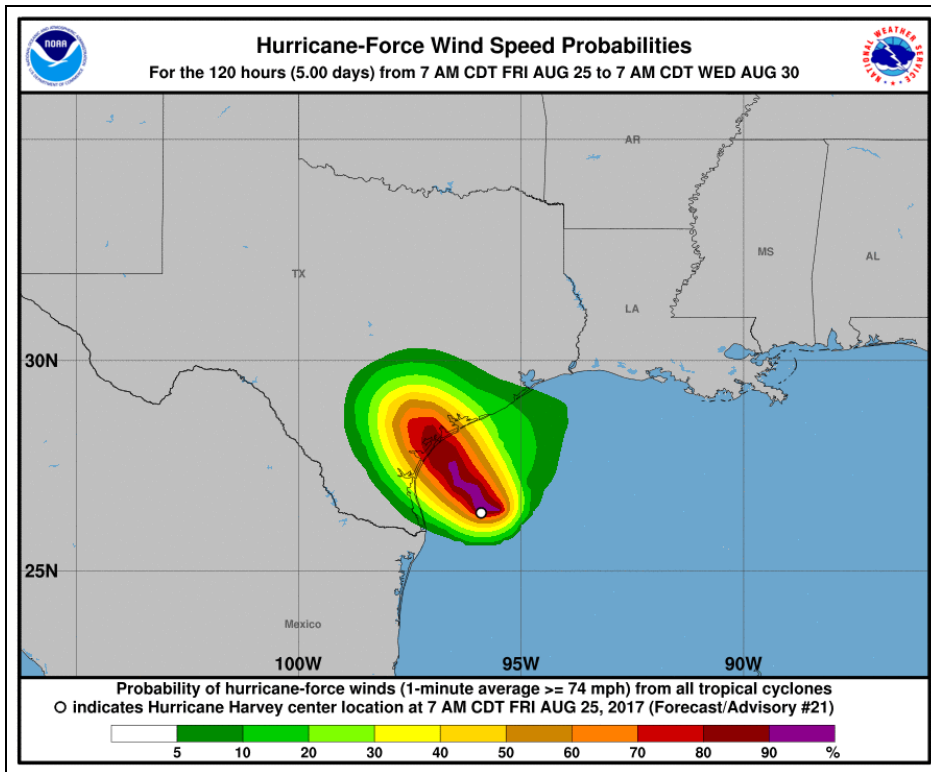 NOAA
Hurricane-Force Wind Speed Probabilities
For the 120 hours (5.00 days) from 7 AM CDT FRI AUG 25 to 7 AM CDT WED AUG 30
NATIONAL WEATHER SERVICE
AR
MS
AL
TX
LA
30N
25N
Mexico
100W
95W
90W
Probability of hurricane-force winds (1-minute average >= 74 mph) from all tropical cyclones
indicates Hurricane Harvey center location at 7 AM CDT FRI AUG 25, 2017 (Forecast/Advisory #21)
5 10 20 30 40 50 60 70 80 90 %